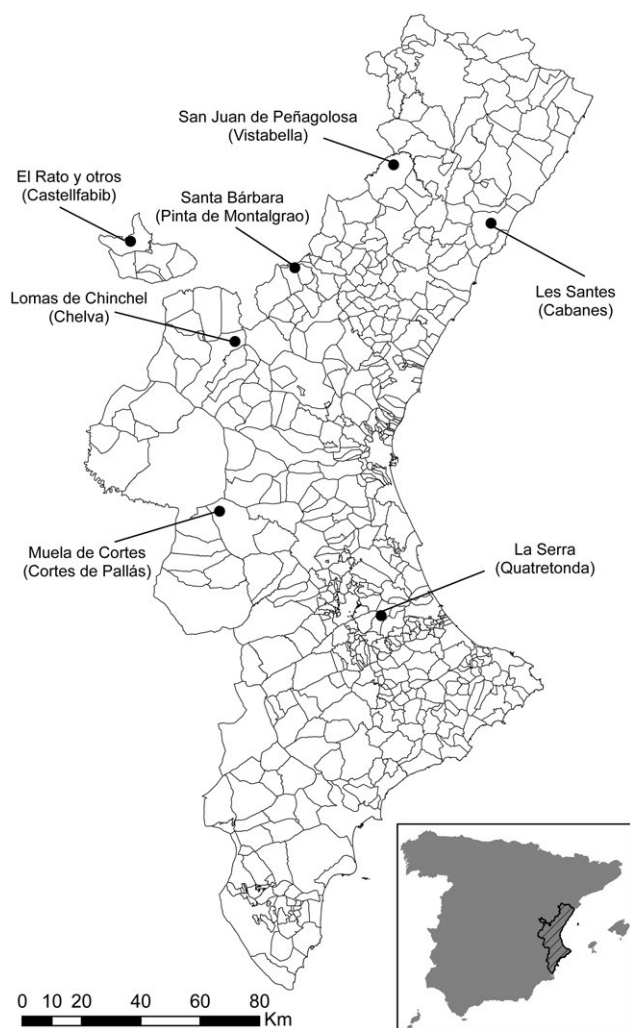 San Juan de Peñagolosa
(Vistabella)
El Rato y otros
(Castellfabib)
Santa Bárbara
(Pinta de Montalgrao)
Les Santes
(Cabanes)
Lomas de Chinchel
(Chelva)
Muela de Cortes
(Cortes de Pallás)
La Serra
(Quatretonda)
0 10 20 40 60 80
Km